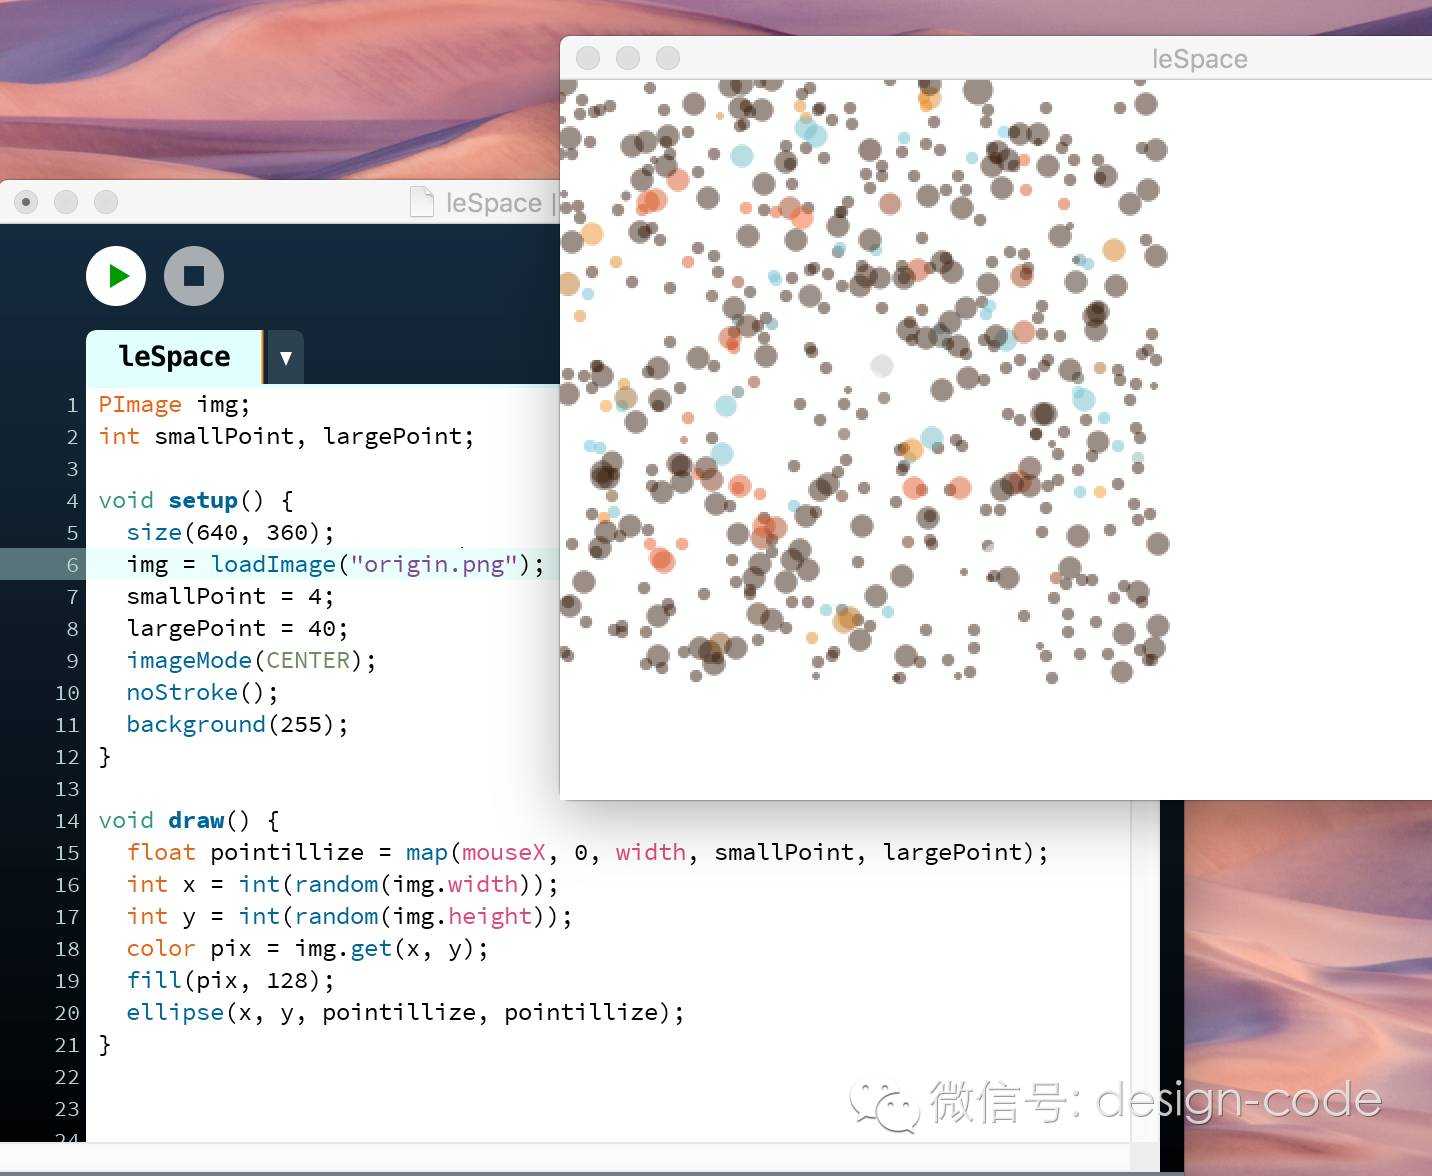 leSpace
leSpace |
leSpace ▼
1 PImage img;
2 int smallPoint, largePoint;
3
4 void setup() {
5   size(640, 360);
6   img = loadImage("origin.png");
7   smallPoint = 4;
8   largePoint = 40;
9   imageMode(CENTER);
10   noStroke();
11   background(255);
12 }
13
14 void draw() {
15   float pointillize = map(mouseX, 0, width, smallPoint, largePoint);
16   int x = int(random(img.width));
17   int y = int(random(img.height));
18   color pix = img.get(x, y);
19   fill(pix, 128);
20   ellipse(x, y, pointillize, pointillize);
21 }
22
23
24
微信号: design-code